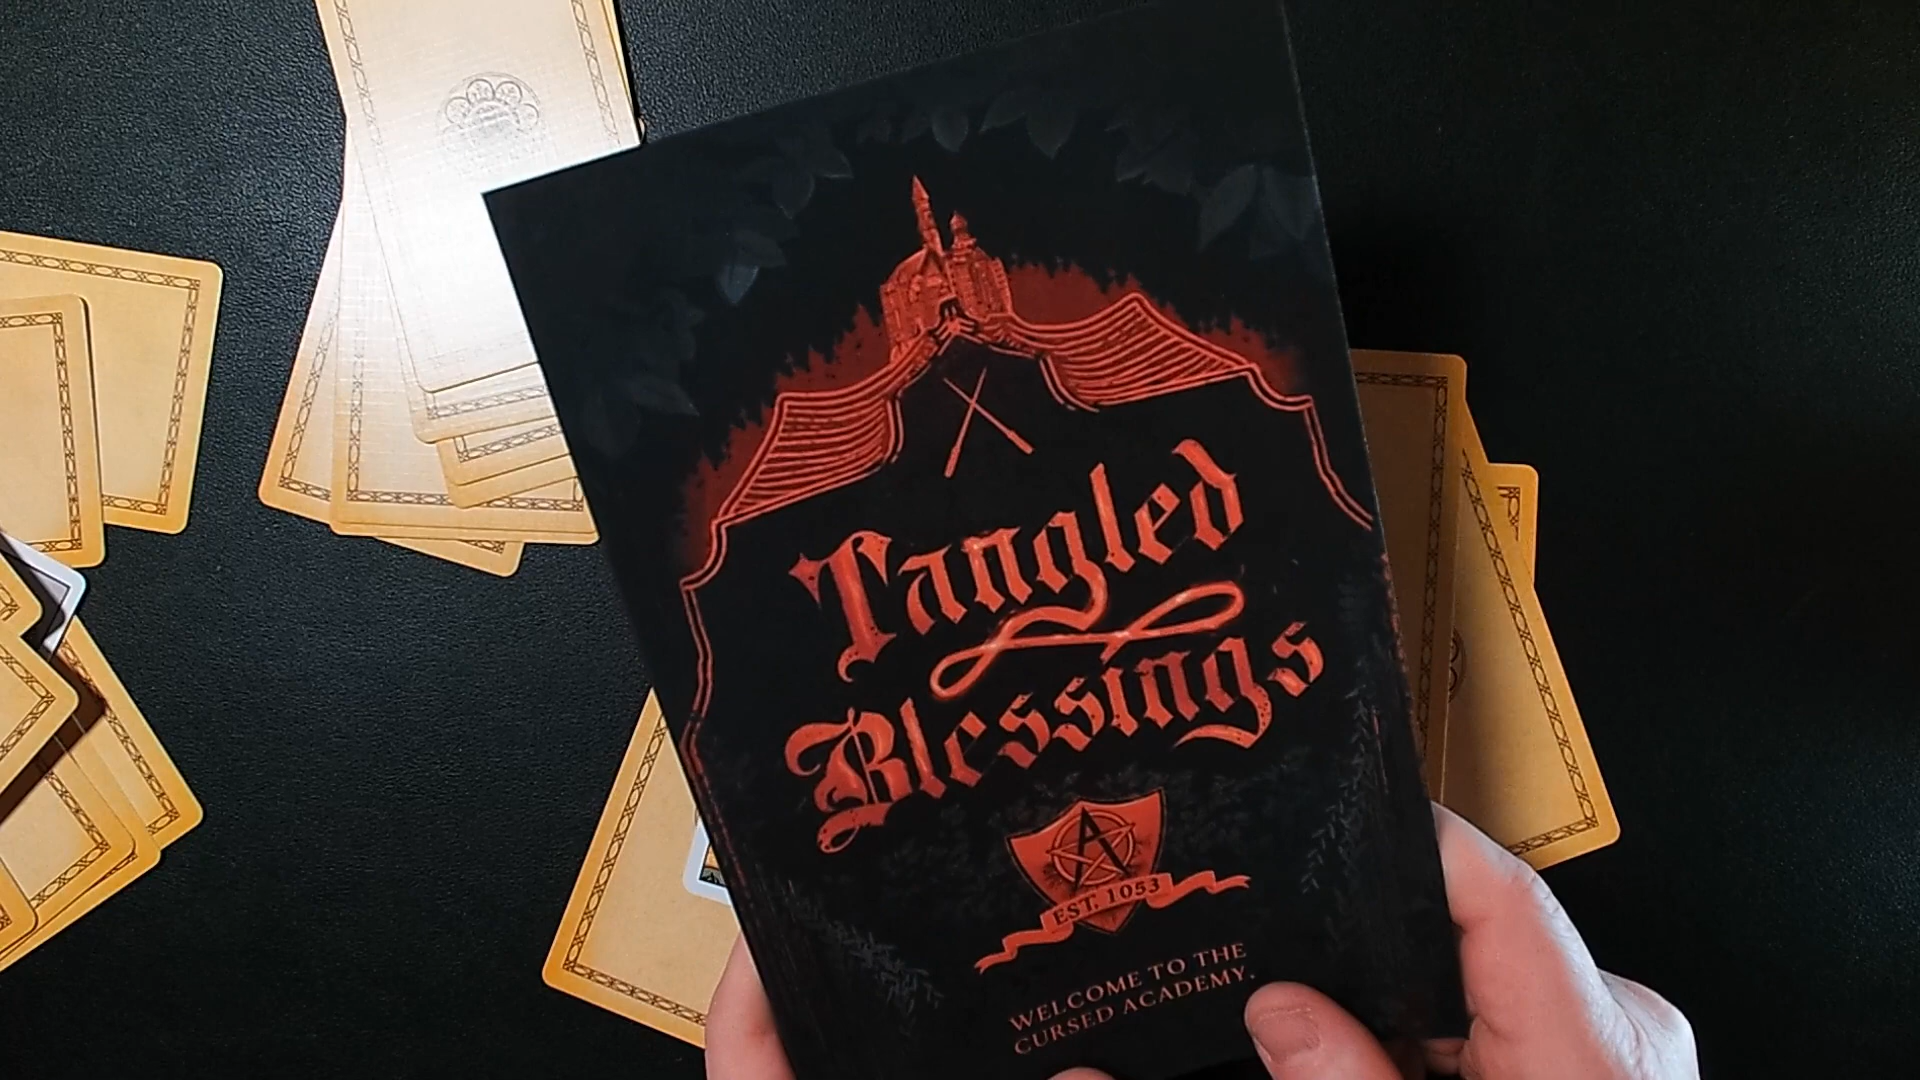 Tangled
Blessings
A
EST. 1053
WELCOME TO THE
CURSED ACADEMY.